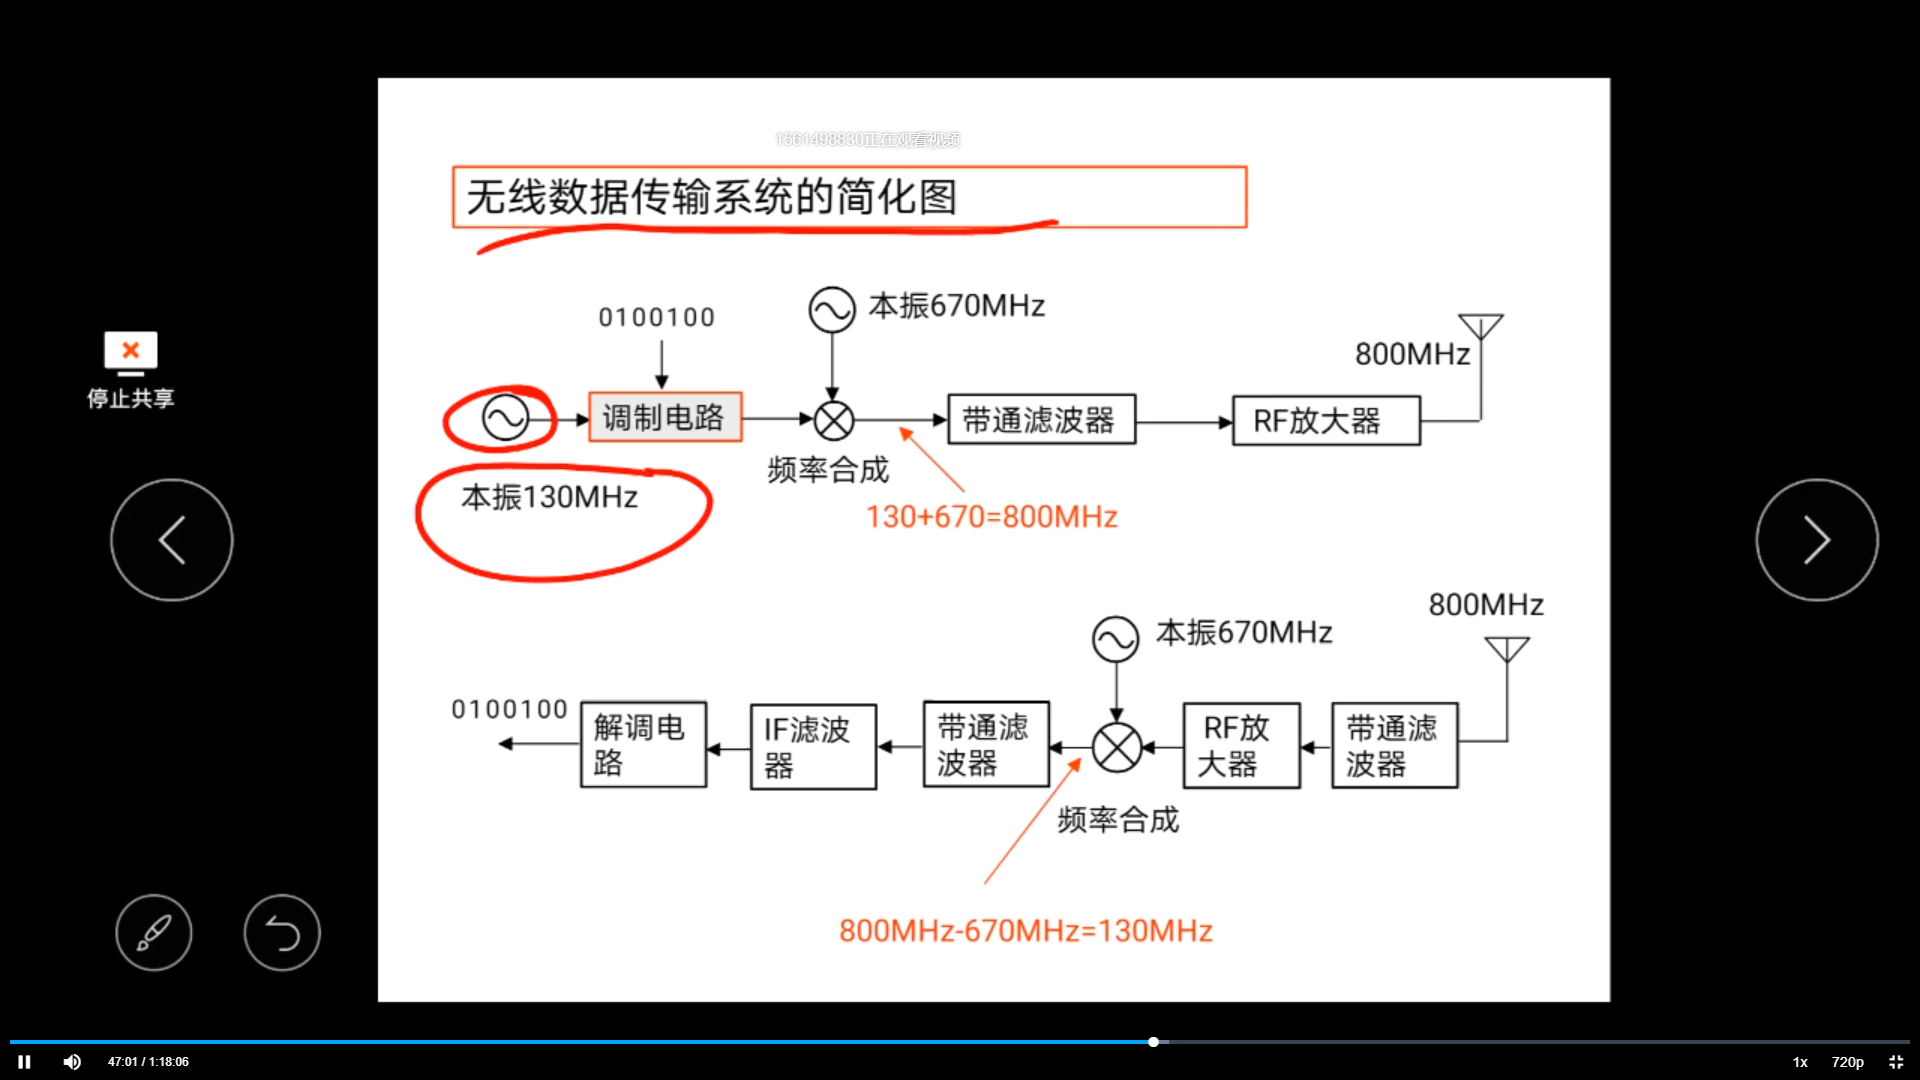 1561498830正在观看视频
无线数据传输系统的简化图
0100100
本振670MHz
800MHz
调制电路
带通滤波器
RF放大器
频率合成
本振130MHz
130+670=800MHz
停止共享
800MHz
本振670MHz
0100100
解调电
路
IF滤波
器
带通滤
波器
RF放
大器
带通滤
波器
频率合成
800MHz-670MHz=130MHz
47:01 / 1:18:06
1x
720p